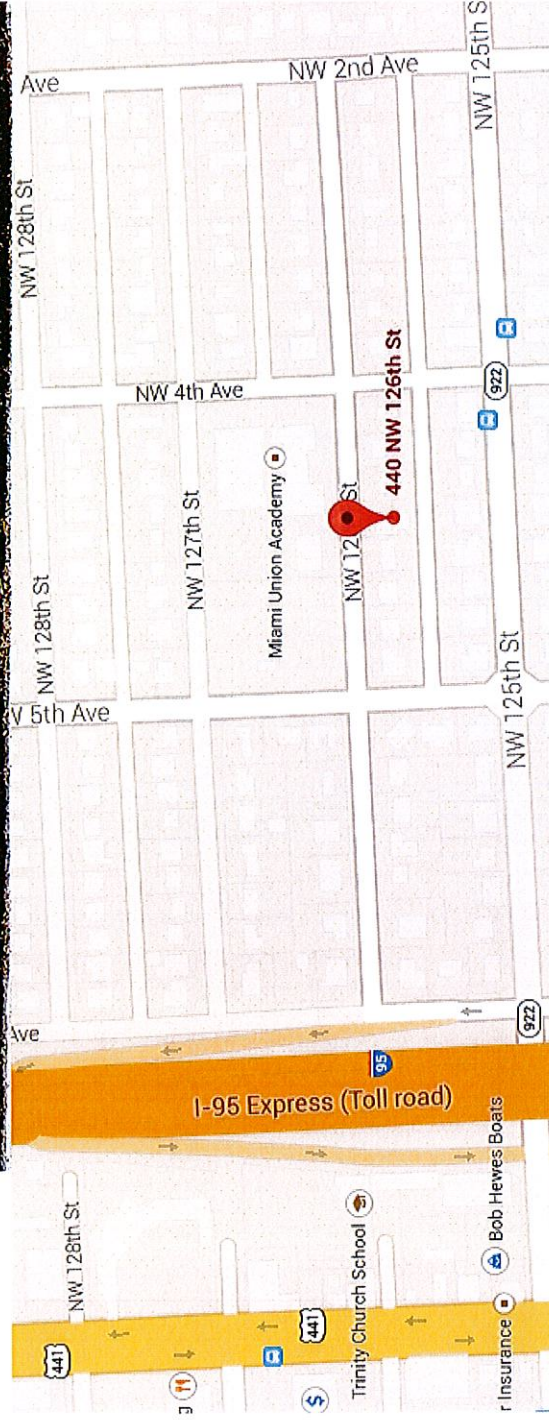 Ave
NW 2nd Ave
NW 125th S
NW 128th St
NW 4th Ave
922
440 NW 126th St
NW 12 St
Miami Union Academy
NW 127th St
NW 128th St
V 5th Ave
NW 125th St
Ave
922
95
I-95 Express (Toll road)
NW 128th St
Bob Hewes Boats
Trinity Church School
441
441
r Insurance
g
$